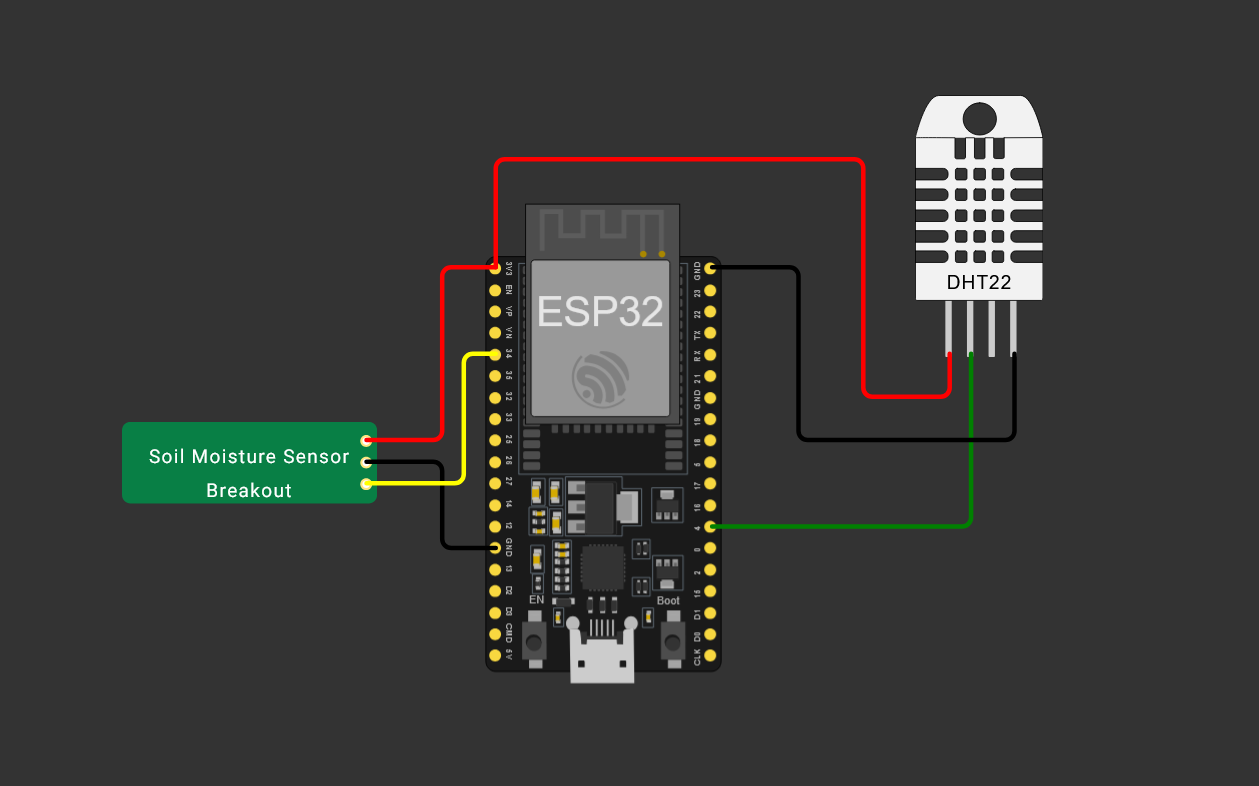 DHT22
ESP32
3V3
EN
VP
VN
34
35
32
33
25
26
27
14
12
GND
13
D2
D3
CMD
5V
GND
23
22
TX
RX
21
GND
19
18
5
17
16
4
0
2
15
D1
D0
CLK
EN
Boot
Soil Moisture Sensor
Breakout